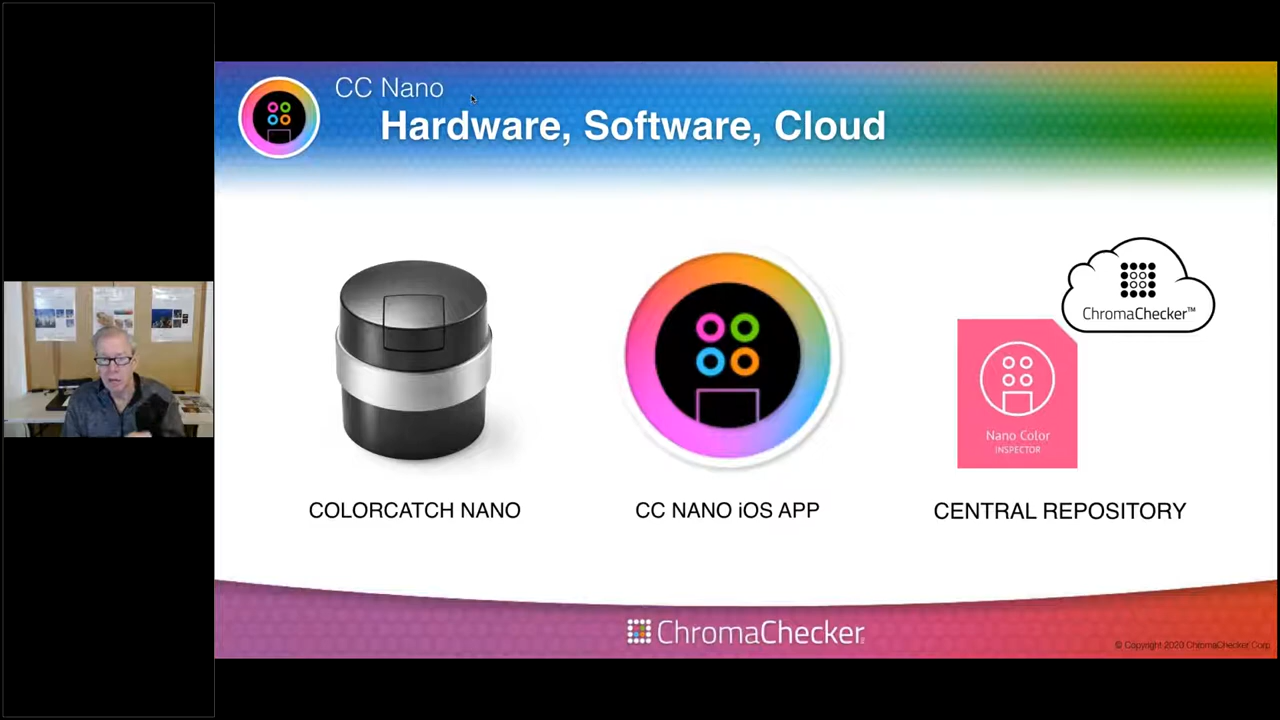 CC Nano
Hardware, Software, Cloud
ChromaChecker™
Nano Color
INSPECTOR
COLORCATCH NANO
CC NANO iOS APP
CENTRAL REPOSITORY
ChromaChecker
© Copyright 2020 ChromaChecker Corp